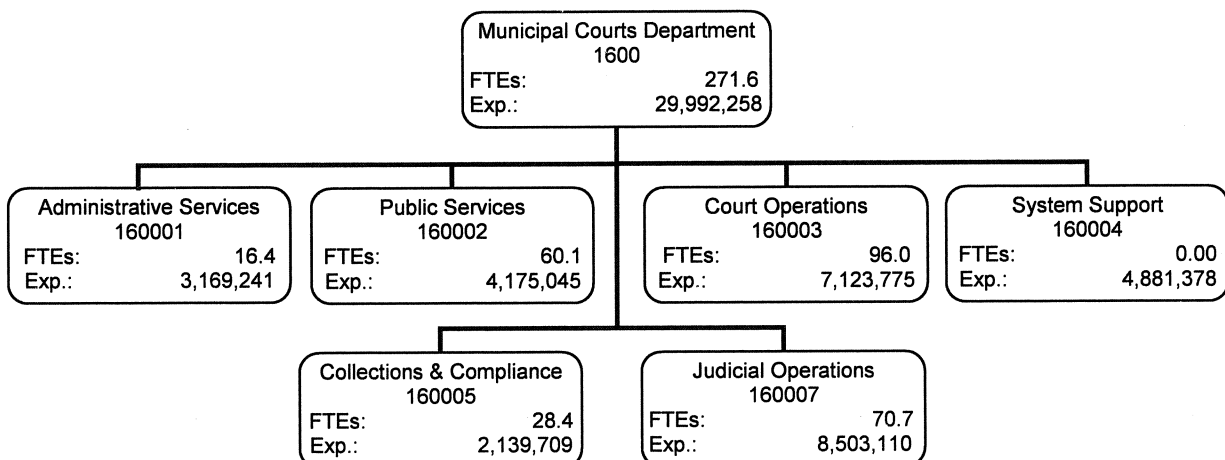 Municipal Courts Department
1600
FTEs: 271.6
Exp.: 29,992,258
Administrative Services
160001
FTEs: 16.4
Exp.: 3,169,241
Public Services
160002
FTEs: 60.1
Exp.: 4,175,045
Court Operations
160003
FTEs: 96.0
Exp.: 7,123,775
System Support
160004
FTEs: 0.00
Exp.: 4,881,378
Collections & Compliance
160005
FTEs: 28.4
Exp.: 2,139,709
Judicial Operations
160007
FTEs: 70.7
Exp.: 8,503,110